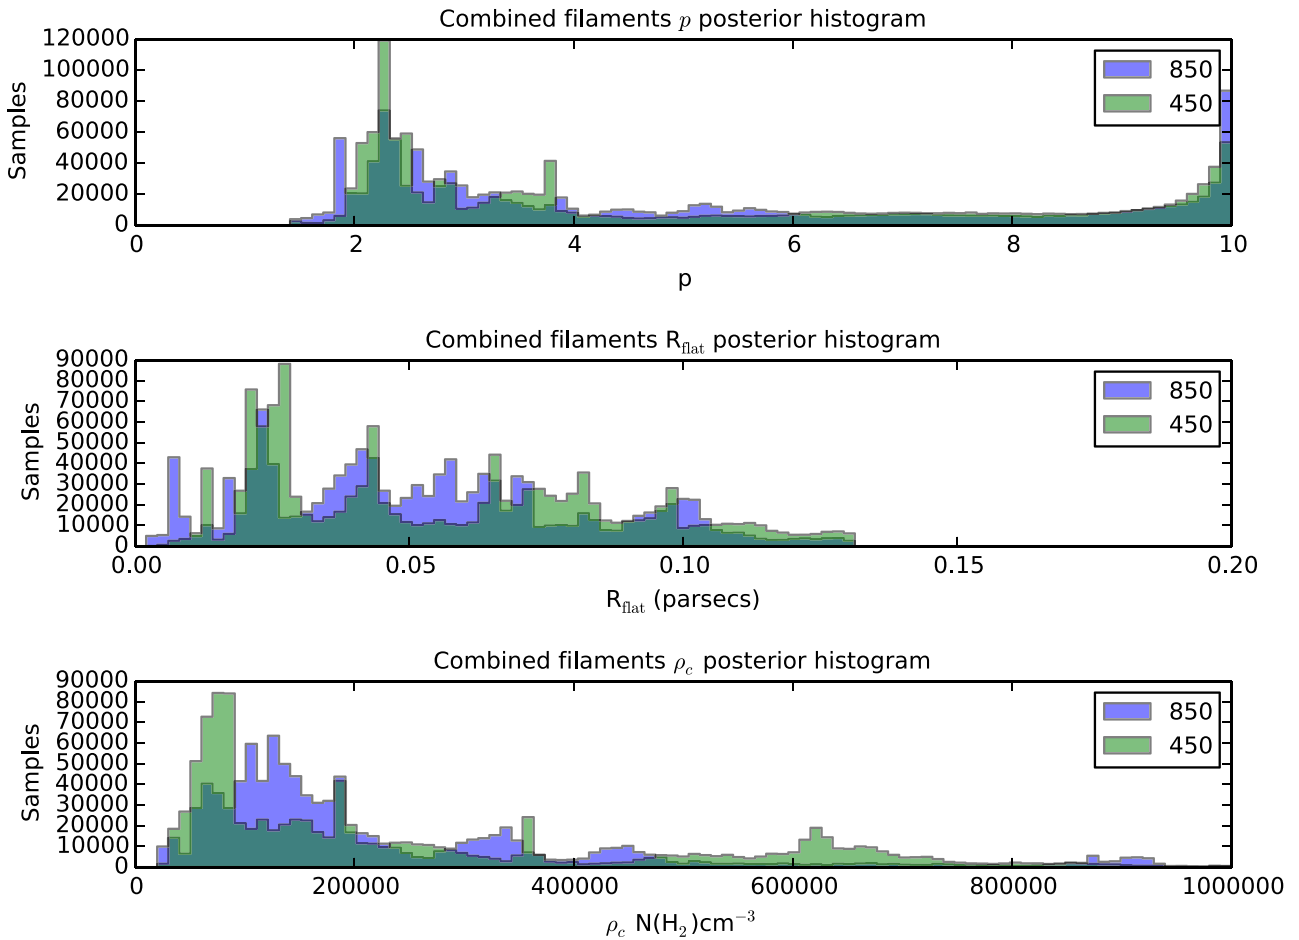 Combined filaments p posterior histogram
120000
100000
80000
60000
40000
20000
0
Samples
850
450
0 2 4 6 8 10
p
Combined filaments R_flat posterior histogram
90000
80000
70000
60000
50000
40000
30000
20000
10000
0
Samples
850
450
0.00 0.05 0.10 0.15 0.20
R_flat (parsecs)
Combined filaments ρ_c posterior histogram
90000
80000
70000
60000
50000
40000
30000
20000
10000
0
Samples
850
450
0 200000 400000 600000 800000 1000000
ρ_c N(H₂)cm⁻³